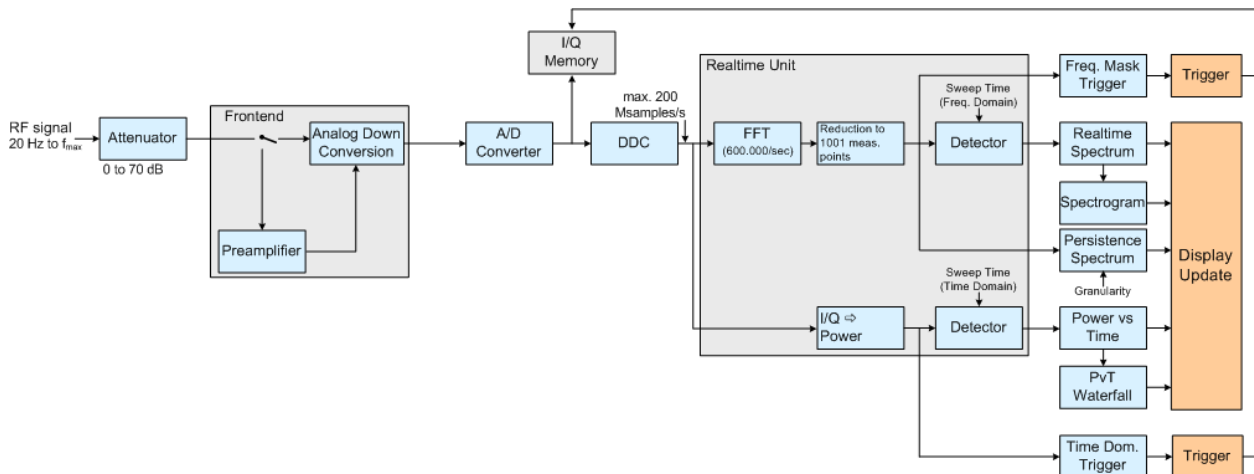 I/Q
Memory
Realtime Unit
Freq. Mask
Trigger
Trigger
max. 200
Msamples/s
Sweep Time
(Freq. Domain)
RF signal
20 Hz to fmax
Attenuator
0 to 70 dB
Frontend
Analog Down
Conversion
A/D
Converter
DDC
FFT
(600.000/sec)
Reduction to
1001 meas.
points
Detector
Realtime
Spectrum
Spectrogram
Preamplifier
Persistence
Spectrum
Granularity
Display
Update
Sweep Time
(Time Domain)
I/Q ⇨
Power
Detector
Power vs
Time
PvT
Waterfall
Time Dom.
Trigger
Trigger